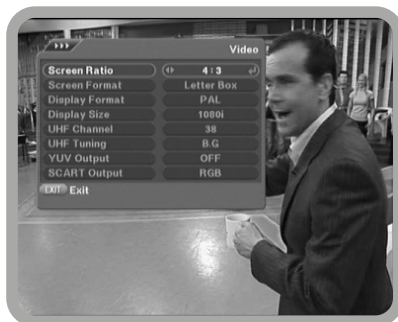 Video
Screen Ratio 4:3
Screen Format Letter Box
Display Format PAL
Display Size 1080i
UHF Channel 38
UHF Tuning B.G
YUV Output OFF
SCART Output RGB
EXIT Exit